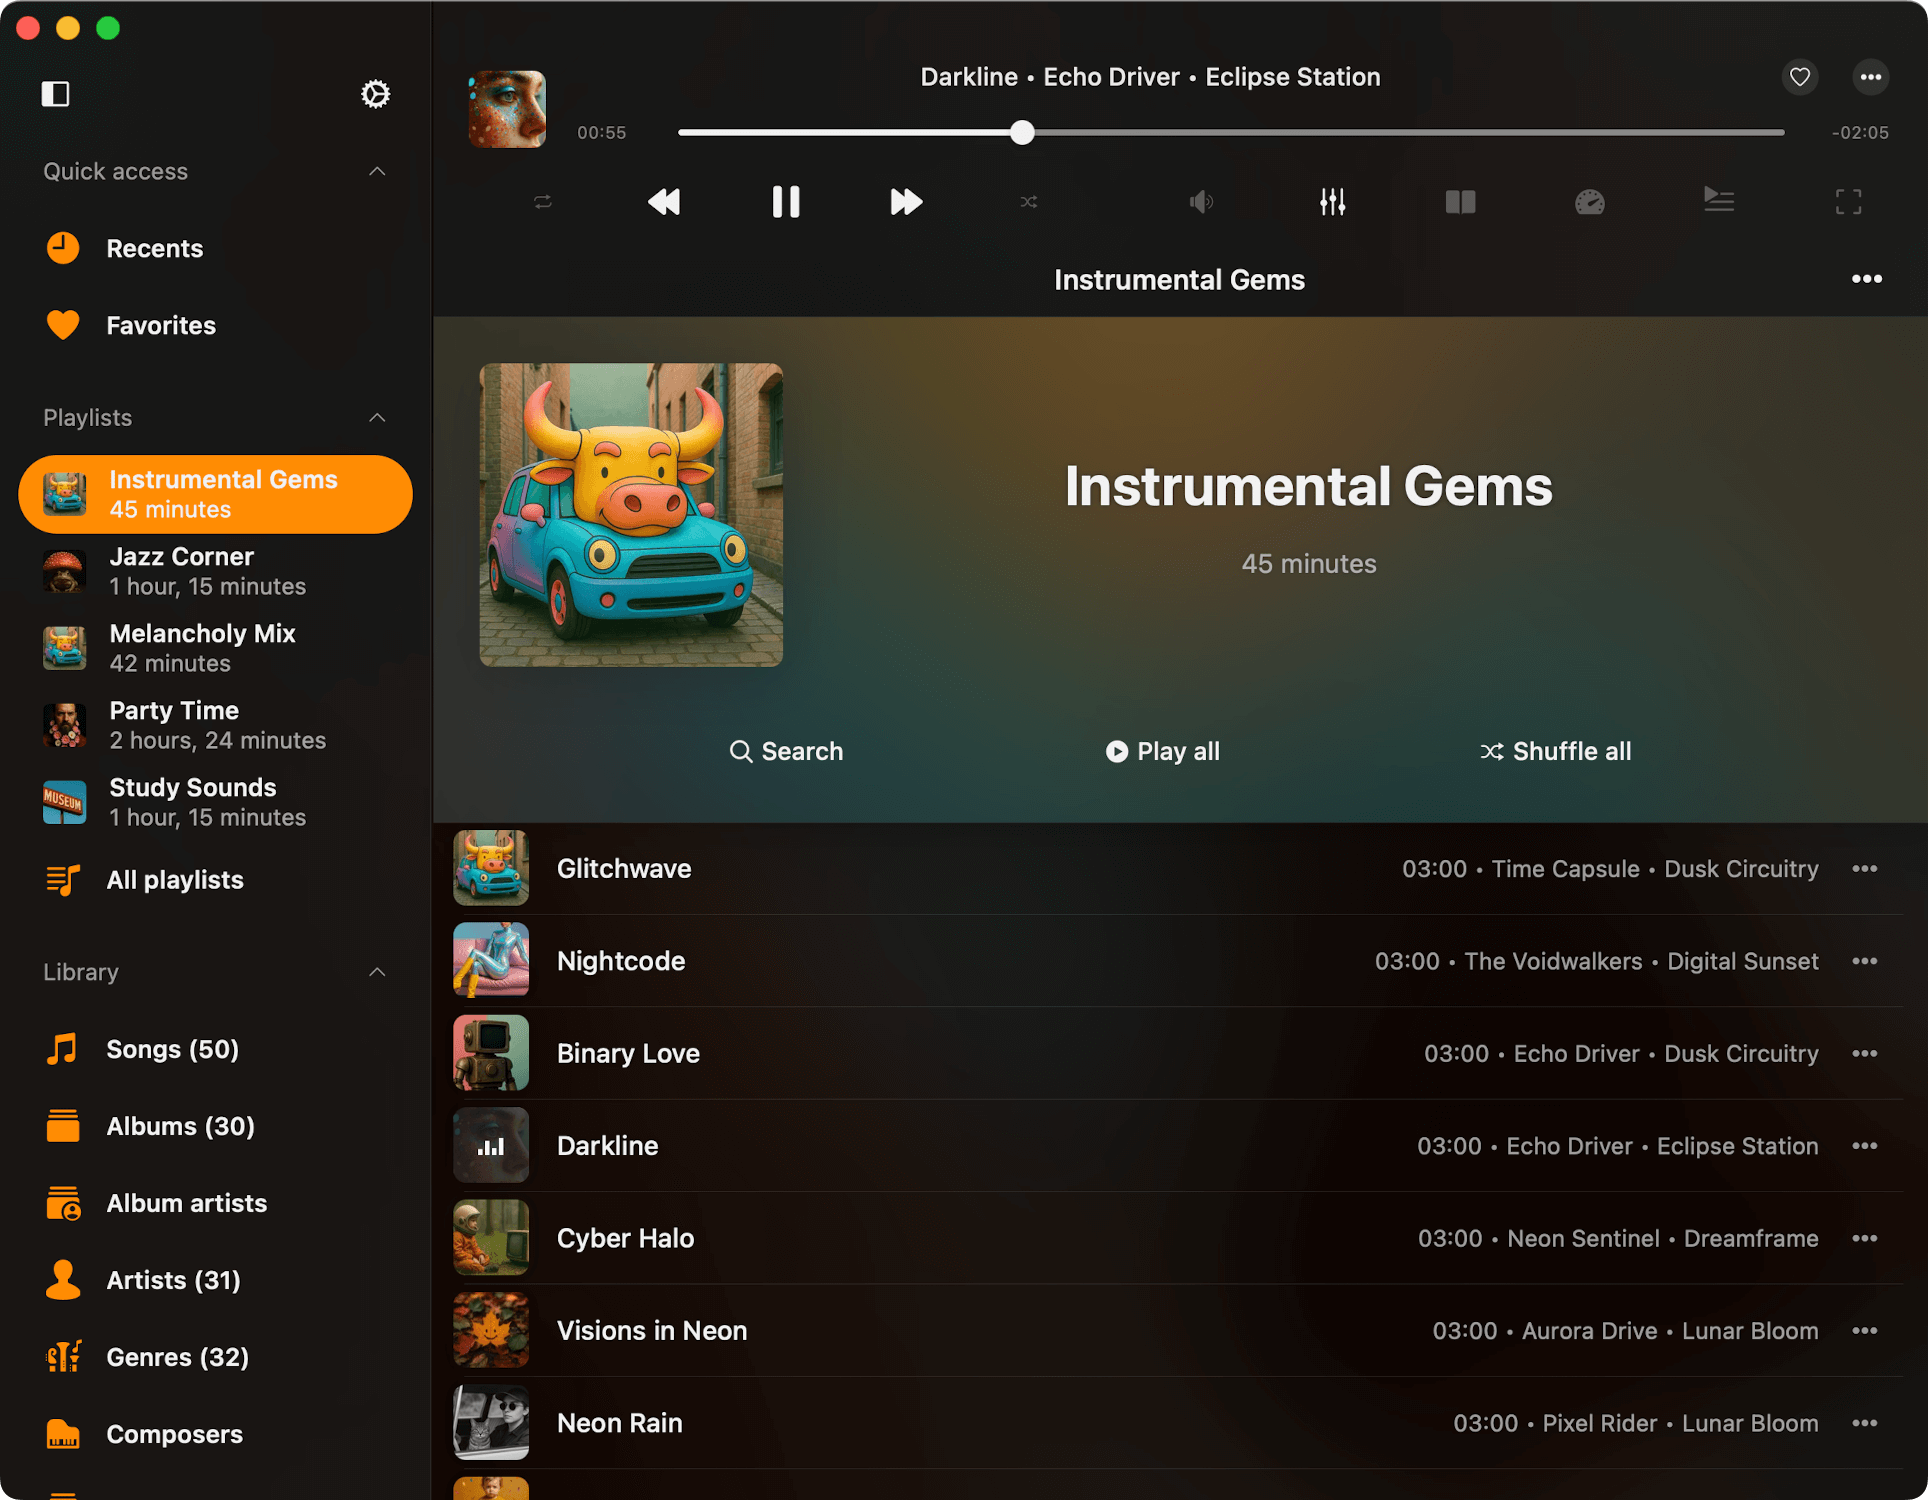 Quick access
Recents
Favorites
Playlists
Instrumental Gems
45 minutes
Jazz Corner
1 hour, 15 minutes
Melancholy Mix
42 minutes
Party Time
2 hours, 24 minutes
Study Sounds
1 hour, 15 minutes
All playlists
Library
Songs (50)
Albums (30)
Album artists
Artists (31)
Genres (32)
Composers
Darkline • Echo Driver • Eclipse Station
00:55
-02:05
Instrumental Gems
Instrumental Gems
45 minutes
Search
Play all
Shuffle all
Glitchwave 03:00 • Time Capsule • Dusk Circuitry
Nightcode 03:00 • The Voidwalkers • Digital Sunset
Binary Love 03:00 • Echo Driver • Dusk Circuitry
Darkline 03:00 • Echo Driver • Eclipse Station
Cyber Halo 03:00 • Neon Sentinel • Dreamframe
Visions in Neon 03:00 • Aurora Drive • Lunar Bloom
Neon Rain 03:00 • Pixel Rider • Lunar Bloom
MUSEUM